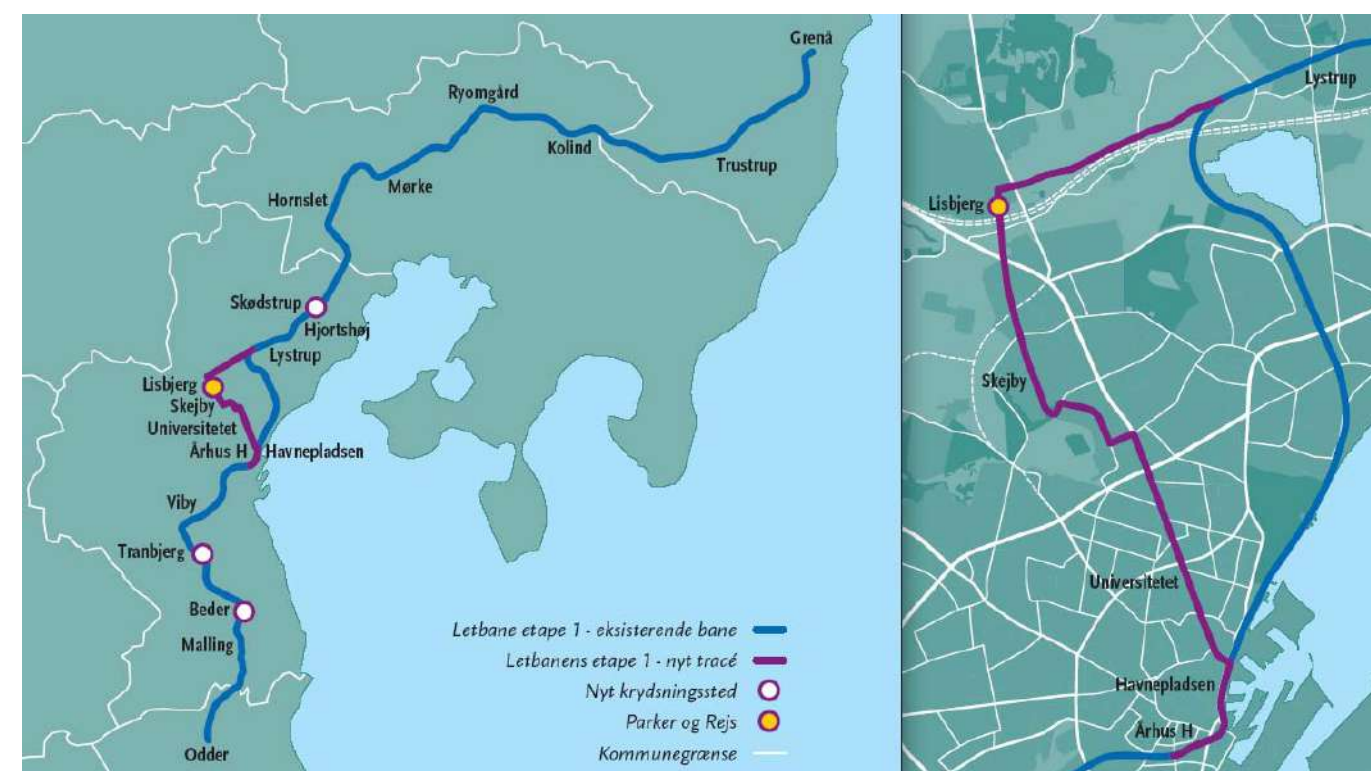 Grenå
Ryomgård
Kolind
Trustrup
Mørke
Hornslet
Skødstrup
Hjortshøj
Lystrup
Lisbjerg
Skejby
Universitetet
Århus H
Havnepladsen
Viby
Tranbjerg
Beder
Malling
Odder
Letbane etape 1 - eksisterende bane
Letbanens etape 1 - nyt tracé
Nyt krydsningssted
Parker og Rejs
Kommunegrænse
Lystrup
Lisbjerg
Skejby
Universitetet
Havnepladsen
Århus H